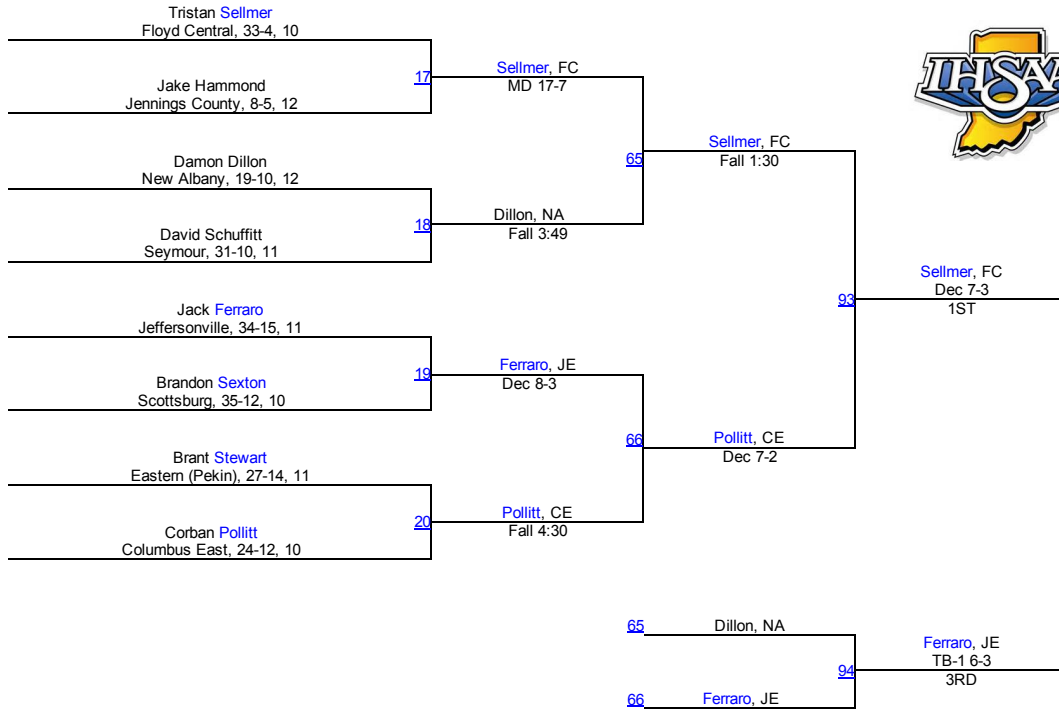 Tristan Sellmer
Floyd Central, 33-4, 10
17
Jake Hammond
Jennings County, 8-5, 12
Sellmer, FC
MD 17-7
Damon Dillon
New Albany, 19-10, 12
18
David Schuffitt
Seymour, 31-10, 11
Dillon, NA
Fall 3:49
65
Sellmer, FC
Fall 1:30
Jack Ferraro
Jeffersonville, 34-15, 11
19
Brandon Sexton
Scottsburg, 35-12, 10
Ferraro, JE
Dec 8-3
Brant Stewart
Eastern (Pekin), 27-14, 11
20
Corban Pollitt
Columbus East, 24-12, 10
Pollitt, CE
Fall 4:30
66
Pollitt, CE
Dec 7-2
93
Sellmer, FC
Dec 7-3
1ST
65
Dillon, NA
66
Ferraro, JE
94
Ferraro, JE
TB-1 6-3
3RD
IHSAA